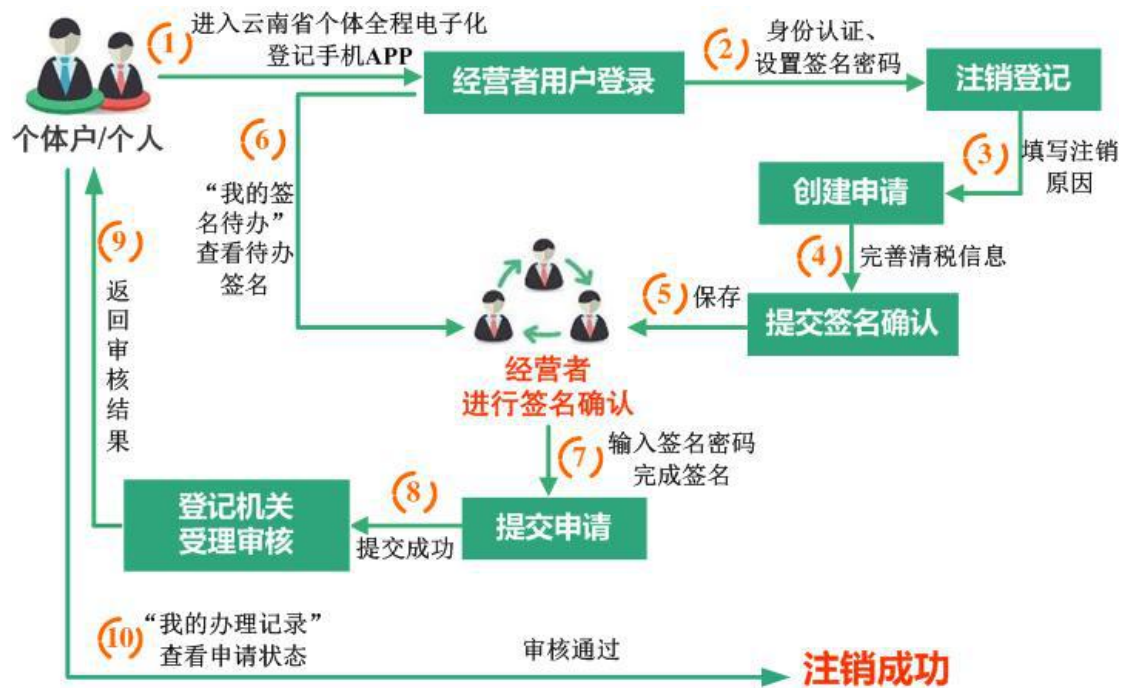 1
进入云南省个体全程电子化
登记手机APP
经营者用户登录
2
身份认证、
设置签名密码
注销登记
个体户/个人
3
填写注销
原因
创建申请
4
完善清税信息
提交签名确认
5
保存
6
“我的签
名待办”
查看待办
签名
经营者
进行签名确认
7
输入签名密码
完成签名
提交申请
8
提交成功
登记机关
受理审核
9
返
回
审
核
结
果
10
“我的办理记录”
查看申请状态
审核通过
注销成功